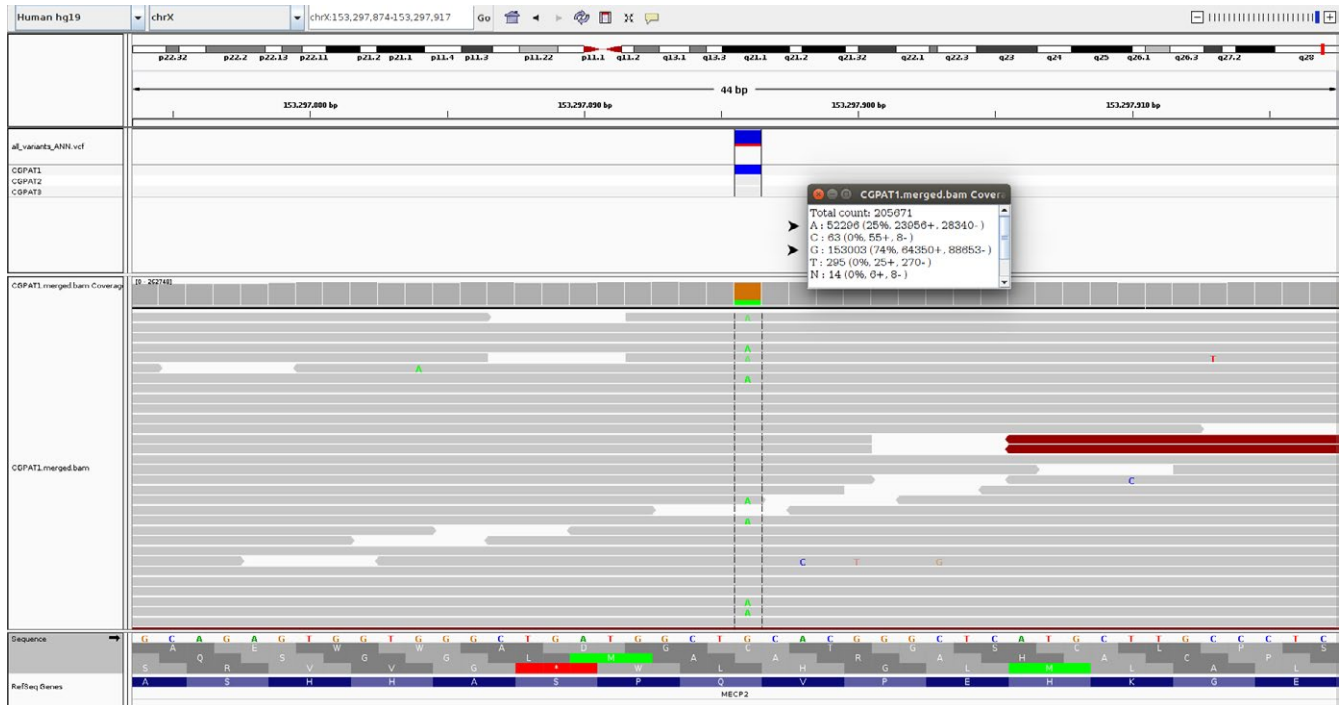 Human hg19 chrX chrX:153,297,874-153,297,917 Go
p22.32 p22.2 p22.13 p22.11 p21.2 p21.1 p11.4 p11.3 p11.22 p11.1 q11.2 q13.1 q13.3 q21.1 q21.2 q21.32 q22.1 q22.3 q23 q24 q25 q26.1 q26.3 q27.2 q28
44 bp
153,297,880 bp 153,297,890 bp 153,297,900 bp 153,297,910 bp
all_variants_ANN.vcf
CGPAT1
CGPAT2
CGPAT3
CGPAT1.merged.bam Covera
Total count: 205671
A : 52296 (25%, 23956+, 28340- )
C : 63 (0%, 55+, 8- )
G : 153003 (74%, 64350+, 88653- )
T : 295 (0%, 25+, 270- )
N : 14 (0%, 6+, 8- )
CGPAT1.merged.bam Coverag
[0 - 262748]
A
A
A T
A
A
C
A
A
C T G
A
A
CGPAT1.merged.bam
Sequence
G C A G A G T G G T G G G C T G A T G G C T G C A C G G G C T C A T G C T T G C C C T C
A E W W A D G C T G S C L P S
Q S G G L M A A R A H A C P
S R V V G * W L H G L M L A L
RefSeq Genes
A S H H A S P Q V P E H K G E
MECP2